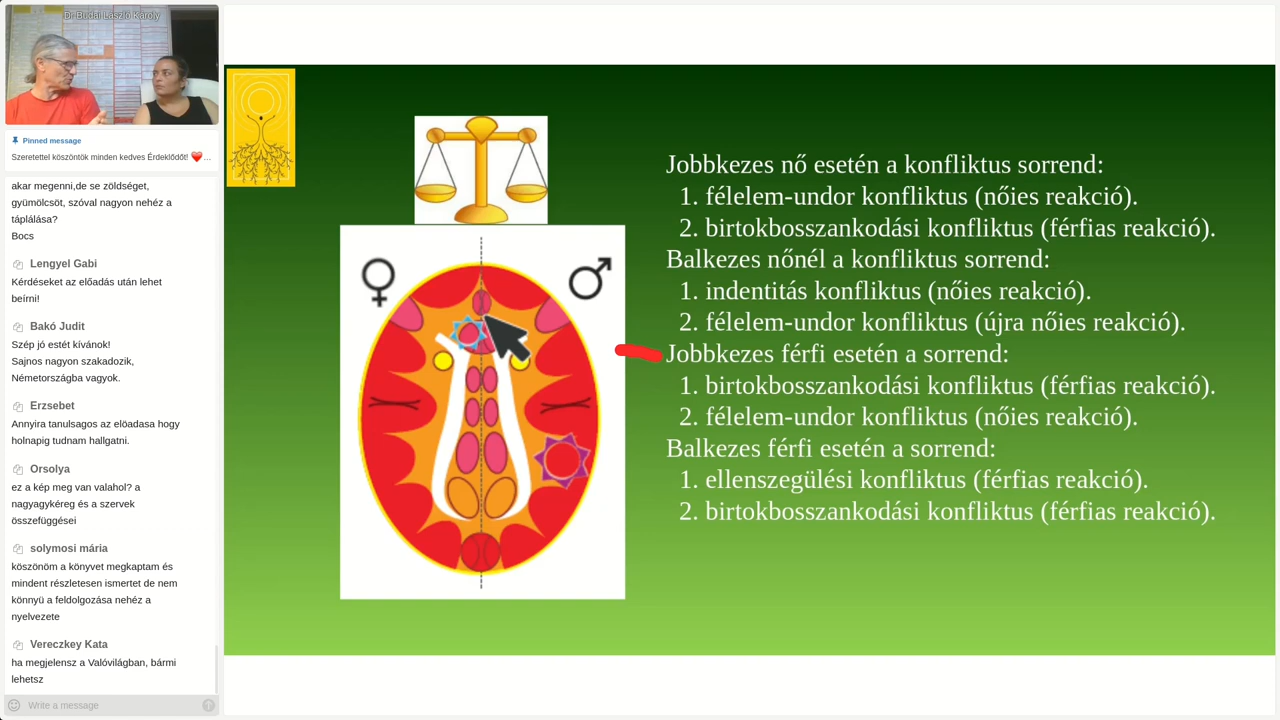 Dr Budai László Károly
Pinned message
Szeretettel köszöntök minden kedves Érdeklődőt! ❤️...
akar megenni,de se zöldséget,
gyümölcsöt, szóval nagyon nehéz a
táplálása?
Bocs
Lengyel Gabi
Kérdéseket az előadás után lehet
beírni!
Bakó Judit
Szép jó estét kívánok!
Sajnos nagyon szakadozik,
Németországba vagyok.
Erzsebet
Annyira tanulsagos az elöadasa hogy
holnapig tudnam hallgatni.
Orsolya
ez a kép meg van valahol? a
nagyagykéreg és a szervek
összefüggései
solymosi mária
köszönöm a könyvet megkaptam és
mindent részletesen ismertet de nem
könnyü a feldolgozása nehéz a
nyelvezete
Vereczkey Kata
ha megjelensz a Valóvilágban, bármi
lehetsz
Write a message
Jobbkezes nő esetén a konfliktus sorrend:
1. félelem-undor konfliktus (nőies reakció).
2. birtokbosszankodási konfliktus (férfias reakció).
Balkezes nőnél a konfliktus sorrend:
1. indentitás konfliktus (nőies reakció).
2. félelem-undor konfliktus (újra nőies reakció).
Jobbkezes férfi esetén a sorrend:
1. birtokbosszankodási konfliktus (férfias reakció).
2. félelem-undor konfliktus (nőies reakció).
Balkezes férfi esetén a sorrend:
1. ellenszegülési konfliktus (férfias reakció).
2. birtokbosszankodási konfliktus (férfias reakció).